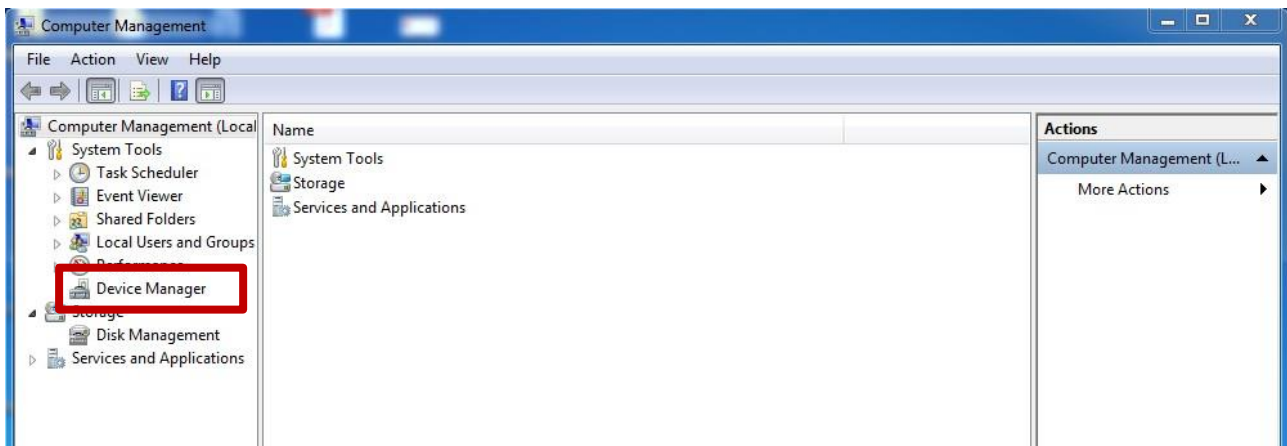 Computer Management
File Action View Help
Computer Management (Local
System Tools
Task Scheduler
Event Viewer
Shared Folders
Local Users and Groups
Performance
Device Manager
Storage
Disk Management
Services and Applications
Name
System Tools
Storage
Services and Applications
Actions
Computer Management (L...
More Actions